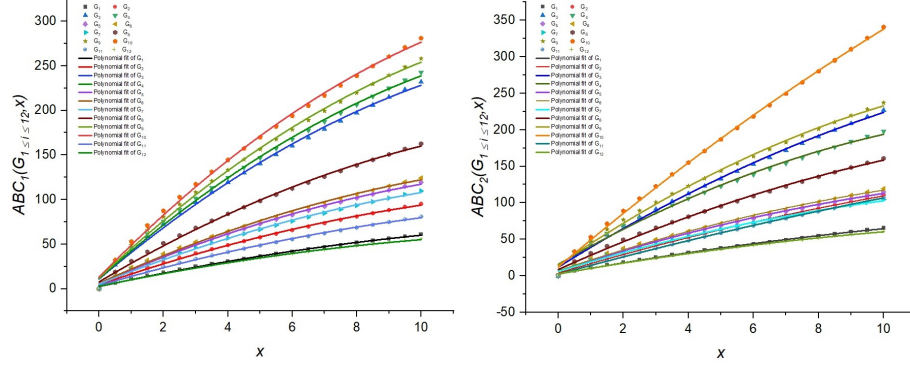 G₁ G₂
G₃ G₄
G₅ G₆
G₇ G₈
G₉ G₁₀
G₁₁ G₁₂
Polynomial fit of G₁
Polynomial fit of G₂
Polynomial fit of G₃
Polynomial fit of G₄
Polynomial fit of G₅
Polynomial fit of G₆
Polynomial fit of G₇
Polynomial fit of G₈
Polynomial fit of G₉
Polynomial fit of G₁₀
Polynomial fit of G₁₁
Polynomial fit of G₁₂
300
250
200
150
100
50
0
0 2 4 6 8 10
x
ABC₁(G₁ ≤ i ≤ 12,x)
G₁ G₂
G₃ G₄
G₅ G₆
G₇ G₈
G₉ G₁₀
G₁₁ G₁₂
Polynomial fit of G₁
Polynomial fit of G₂
Polynomial fit of G₃
Polynomial fit of G₄
Polynomial fit of G₅
Polynomial fit of G₆
Polynomial fit of G₇
Polynomial fit of G₈
Polynomial fit of G₉
Polynomial fit of G₁₀
Polynomial fit of G₁₁
Polynomial fit of G₁₂
350
300
250
200
150
100
50
0
-50
0 2 4 6 8 10
x
ABC₂(G₁ ≤ i ≤ 12,x)